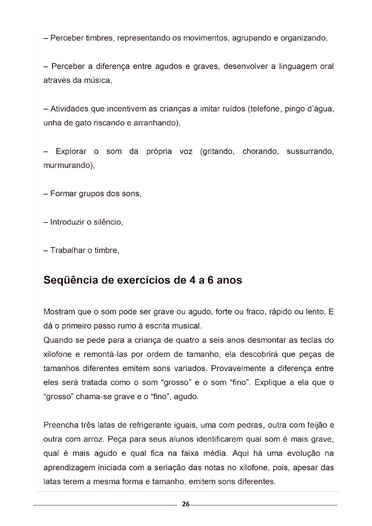 – Perceber timbres, representando os movimentos, agrupando e organizando,
– Perceber a diferença entre agudos e graves, desenvolver a linguagem oral
através da música,
– Atividades que incentivem as crianças a imitar ruídos (telefone, pingo d'água,
unha de gato riscando e arranhando),
– Explorar o som da própria voz (gritando, chorando, sussurrando,
murmurando),
– Formar grupos dos sons,
– Introduzir o silêncio,
– Trabalhar o timbre,
Seqüência de exercícios de 4 a 6 anos
Mostram que o som pode ser grave ou agudo, forte ou fraco, rápido ou lento. E
dá o primeiro passo rumo à escrita musical.
Quando se pede para a criança de quatro a seis anos desmontar as teclas do
xilofone e remontá-las por ordem de tamanho, ela descobrirá que peças de
tamanhos diferentes emitem sons variados. Provavelmente a diferença entre
eles será tratada como o som “grosso” e o som “fino”. Explique a ela que o
“grosso” chama-se grave e o “fino”, agudo.
Preencha três latas de refrigerante iguais, uma com pedras, outra com feijão e
outra com arroz. Peça para seus alunos identificarem qual som é mais grave,
qual é mais agudo e qual fica na faixa média. Aqui há uma evolução na
aprendizagem iniciada com a seriação das notas no xilofone, pois, apesar das
latas terem a mesma forma e tamanho, emitem sons diferentes.
26